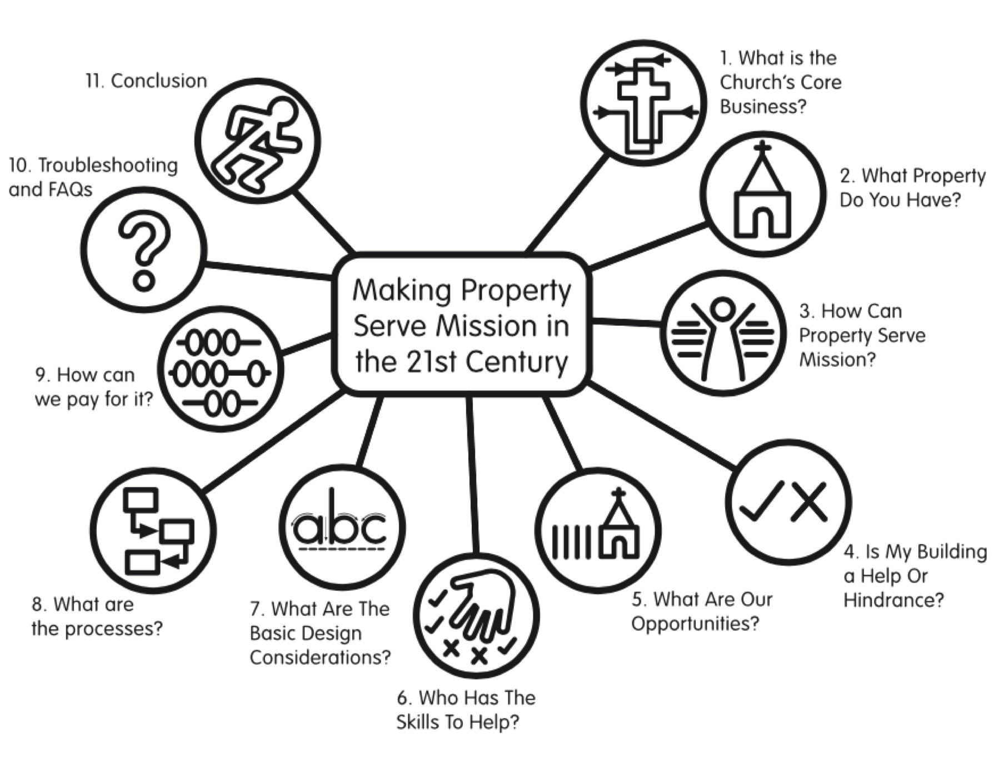 Making Property
Serve Mission in
the 21st Century
1. What is the
Church's Core
Business?
2. What Property
Do You Have?
3. How Can
Property Serve
Mission?
4. Is My Building
a Help Or
Hindrance?
5. What Are Our
Opportunities?
6. Who Has The
Skills To Help?
7. What Are The
Basic Design
Considerations?
abc
8. What are
the processes?
9. How can
we pay for it?
10. Troubleshooting
and FAQs
?
11. Conclusion